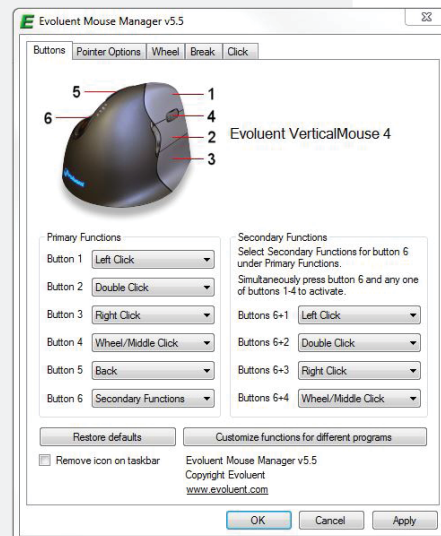 Evoluent Mouse Manager v5.5
Buttons Pointer Options Wheel Break Click
5
1
6
4
2
3
Evoluent VerticalMouse 4
evoluent
Primary Functions
Button 1 Left Click
Button 2 Double Click
Button 3 Right Click
Button 4 Wheel/Middle Click
Button 5 Back
Button 6 Secondary Functions
Secondary Functions
Select Secondary Functions for button 6
under Primary Functions.
Simultaneously press button 6 and any one
of buttons 1-4 to activate.
Buttons 6+1 Left Click
Buttons 6+2 Double Click
Buttons 6+3 Right Click
Buttons 6+4 Wheel/Middle Click
Restore defaults Customize functions for different programs
Remove icon on taskbar
Evoluent Mouse Manager v5.5
Copyright Evoluent
www.evoluent.com
OK Cancel Apply